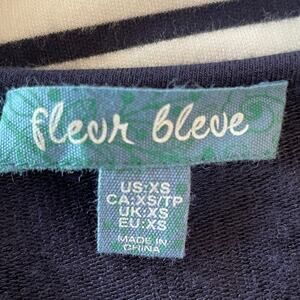 fleur bleue
US:XS
CA:XS/TP
UK:XS
EU:XS
MADE IN
CHINA